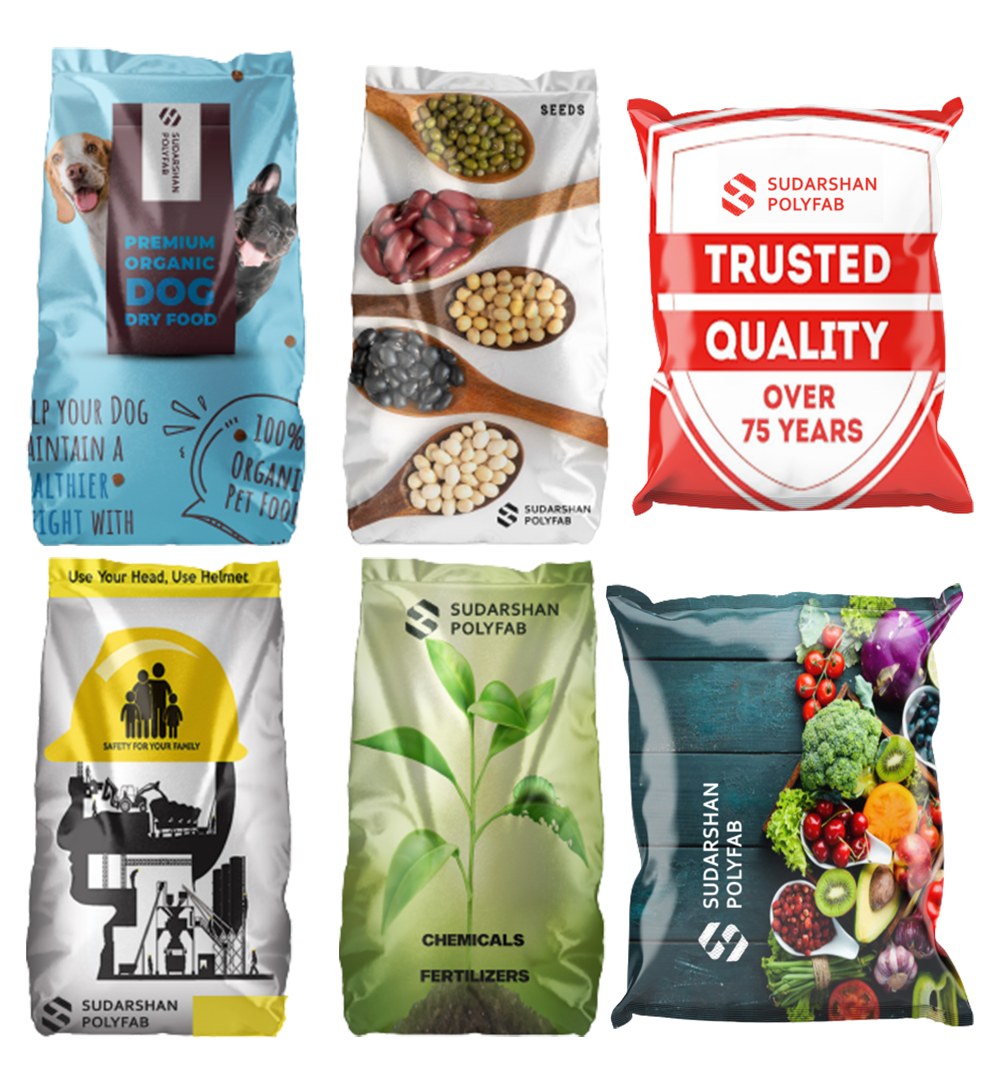 SUDARSHAN
POLYFAB
PREMIUM
ORGANIC
DOG
DRY FOOD
LP YOUR DOG
AINTAIN A
ALTHIER
IGHT WITH
100%
ORGANI
PET FOOD
SEEDS
SUDARSHAN
POLYFAB
SUDARSHAN
POLYFAB
TRUSTED
QUALITY
OVER
75 YEARS
Use Your Head, Use Helmet
SAFETY FOR YOUR FAMILY
SUDARSHAN
POLYFAB
SUDARSHAN
POLYFAB
CHEMICALS
FERTILIZERS
SUDARSHAN
POLYFAB